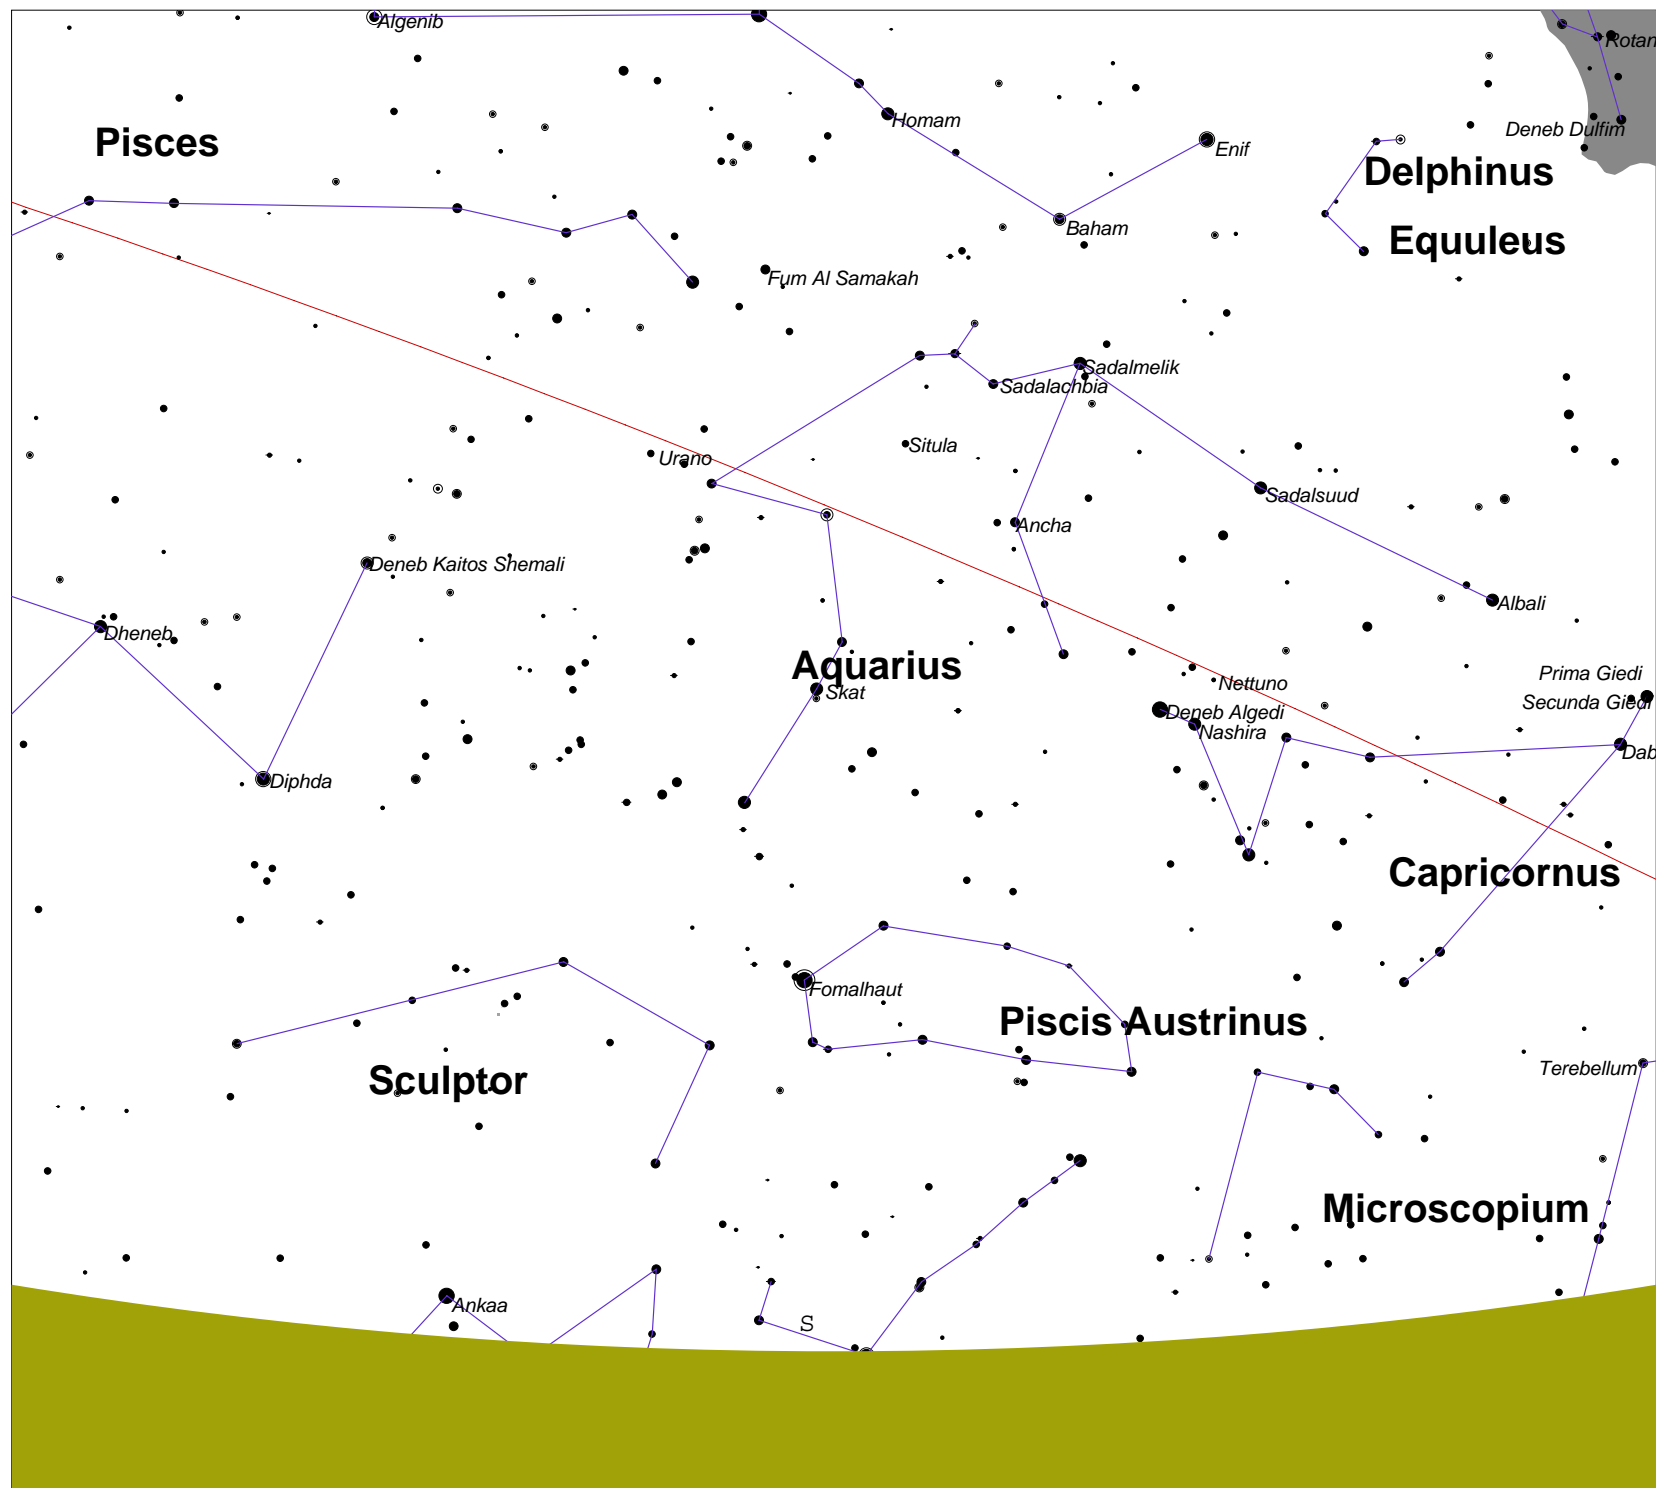 Algenib
Rotan
Homam
Deneb Dulfim
Pisces
Enif
Delphinus
Baham
Equuleus
Fum Al Samakah
Sadalmelik
Sadalachbia
Situla
Urano
Sadalsuud
Ancha
Deneb Kaitos Shemali
Albali
Dheneb
Aquarius
Prima Giedi
Nettuno
Skat
Secunda Giedi
Deneb Algedi
Nashira
Dab
Diphda
Capricornus
Fomalhaut
Piscis Austrinus
Terebellum
Sculptor
Microscopium
Ankaa
S